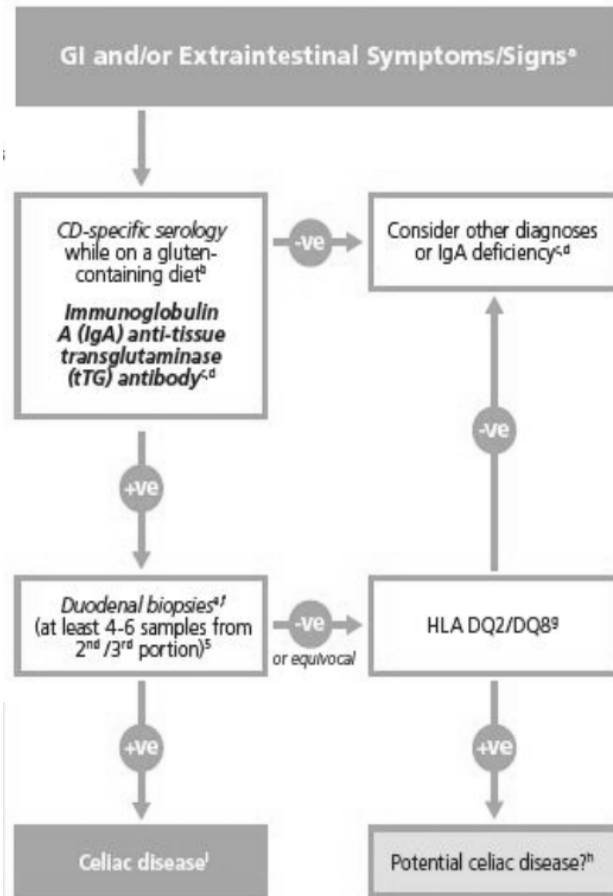 GI and/or Extraintestinal Symptoms/Signsᵃ
s
CD-specific serology
while on a gluten-
containing dietᵇ
Immunoglobulin
A (IgA) anti-tissue
transglutaminase
(tTG) antibodyᶜ,ᵈ
-ve
Consider other diagnoses
or IgA deficiencyᶜ,ᵈ
-ve
+ve
Duodenal biopsiesᵉ,ᶠ
(at least 4-6 samples from
2ⁿᵈ/3ʳᵈ portion)⁵
-ve
or equivocal
HLA DQ2/DQ8ᵍ
+ve
+ve
Celiac diseaseⁱ
Potential celiac disease?ʰ